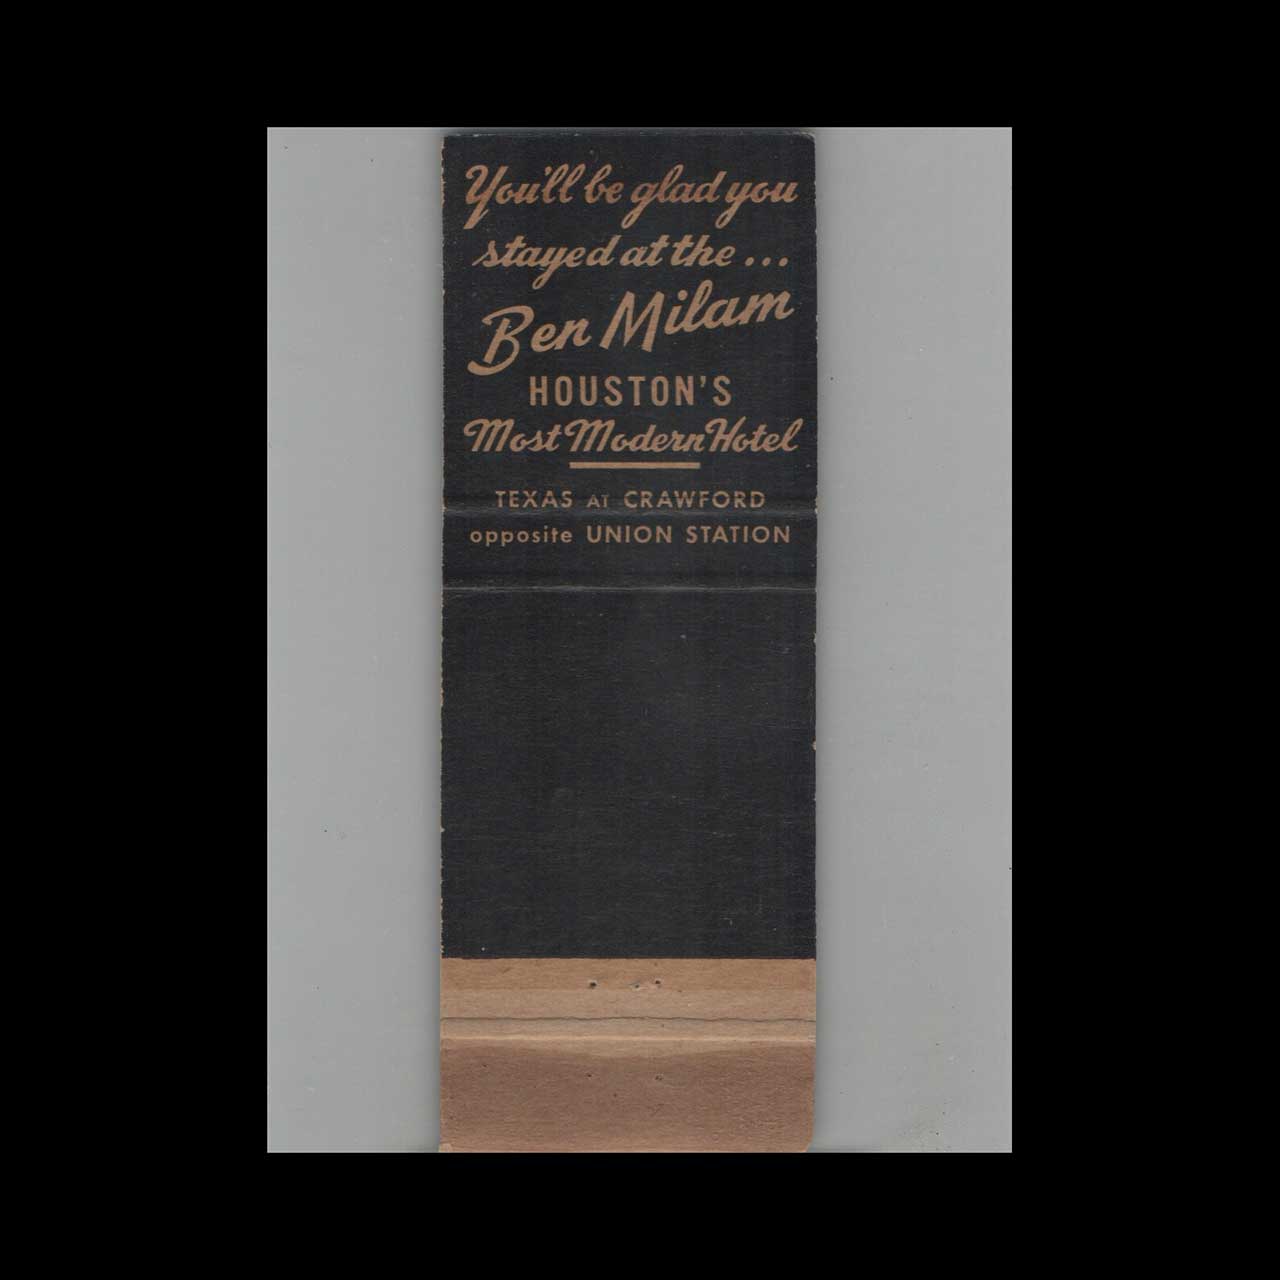 You'll be glad you
stayed at the...
Ben Milam
HOUSTON'S
Most Modern Hotel
TEXAS AT CRAWFORD
opposite UNION STATION